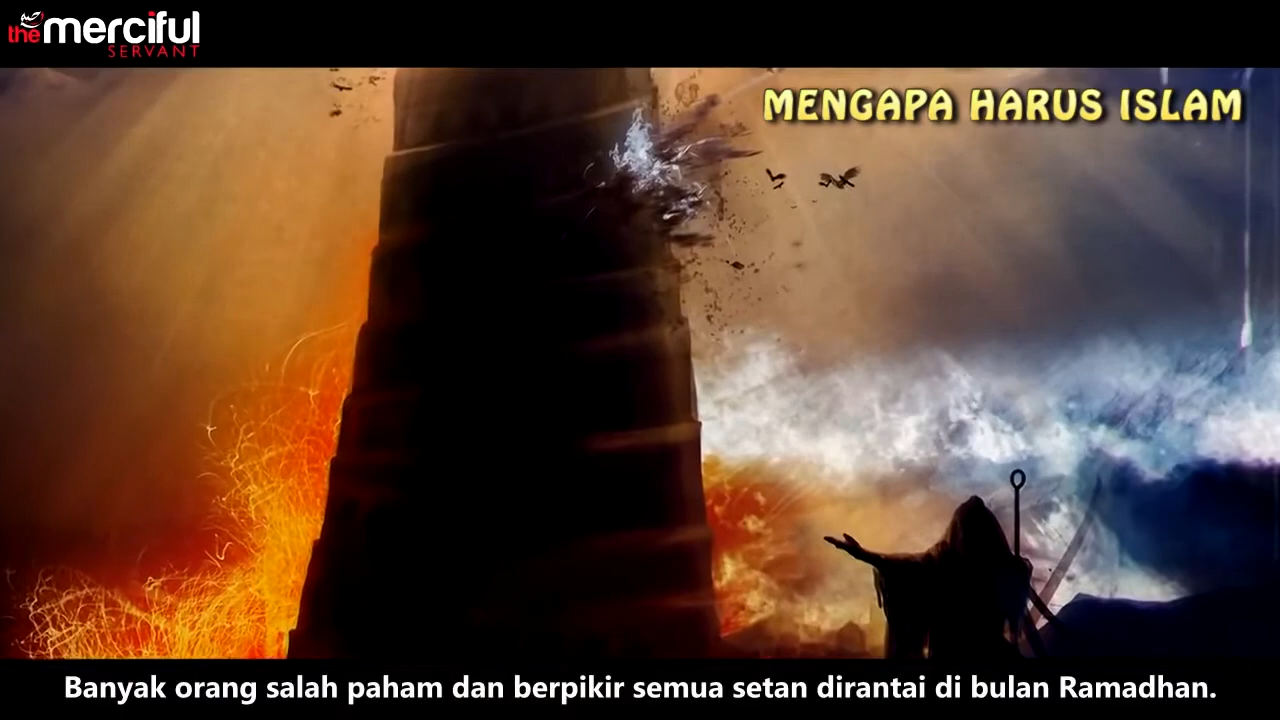 the merciful
SERVANT
MENGAPA HARUS ISLAM
Banyak orang salah paham dan berpikir semua setan dirantai di bulan Ramadhan.